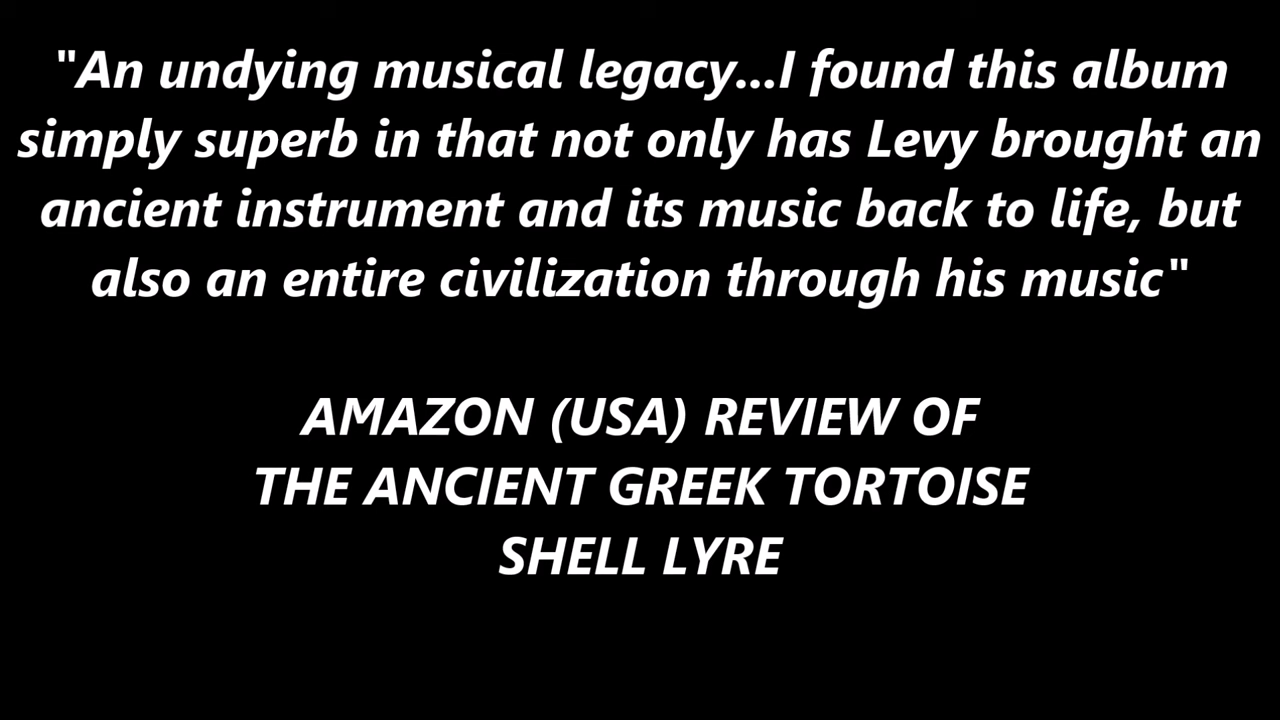 "An undying musical legacy...I found this album
simply superb in that not only has Levy brought an
ancient instrument and its music back to life, but
also an entire civilization through his music"
AMAZON (USA) REVIEW OF
THE ANCIENT GREEK TORTOISE
SHELL LYRE